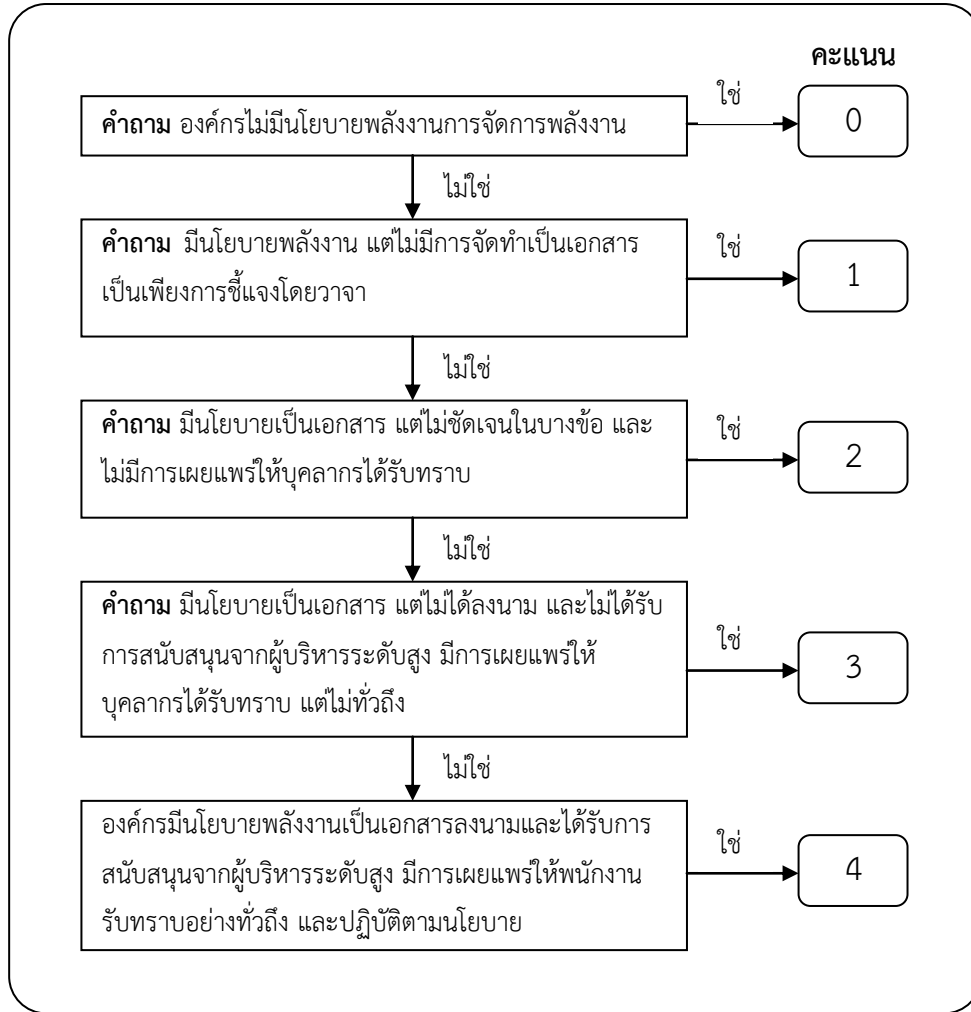 คะแนน
คำถาม องค์กรไม่มีนโยบายพลังงานการจัดการพลังงาน
ใช่
0
ไม่ใช่
คำถาม มีนโยบายพลังงาน แต่ไม่มีการจัดทำเป็นเอกสาร
เป็นเพียงการชี้แจงโดยวาจา
ใช่
1
ไม่ใช่
คำถาม มีนโยบายเป็นเอกสาร แต่ไม่ชัดเจนในบางข้อ และ
ไม่มีการเผยแพร่ให้บุคลากรได้รับทราบ
ใช่
2
ไม่ใช่
คำถาม มีนโยบายเป็นเอกสาร แต่ไม่ได้ลงนาม และไม่ได้รับ
การสนับสนุนจากผู้บริหารระดับสูง มีการเผยแพร่ให้
บุคลากรได้รับทราบ แต่ไม่ทั่วถึง
ใช่
3
ไม่ใช่
องค์กรมีนโยบายพลังงานเป็นเอกสารลงนามและได้รับการ
สนับสนุนจากผู้บริหารระดับสูง มีการเผยแพร่ให้พนักงาน
รับทราบอย่างทั่วถึง และปฏิบัติตามนโยบาย
ใช่
4